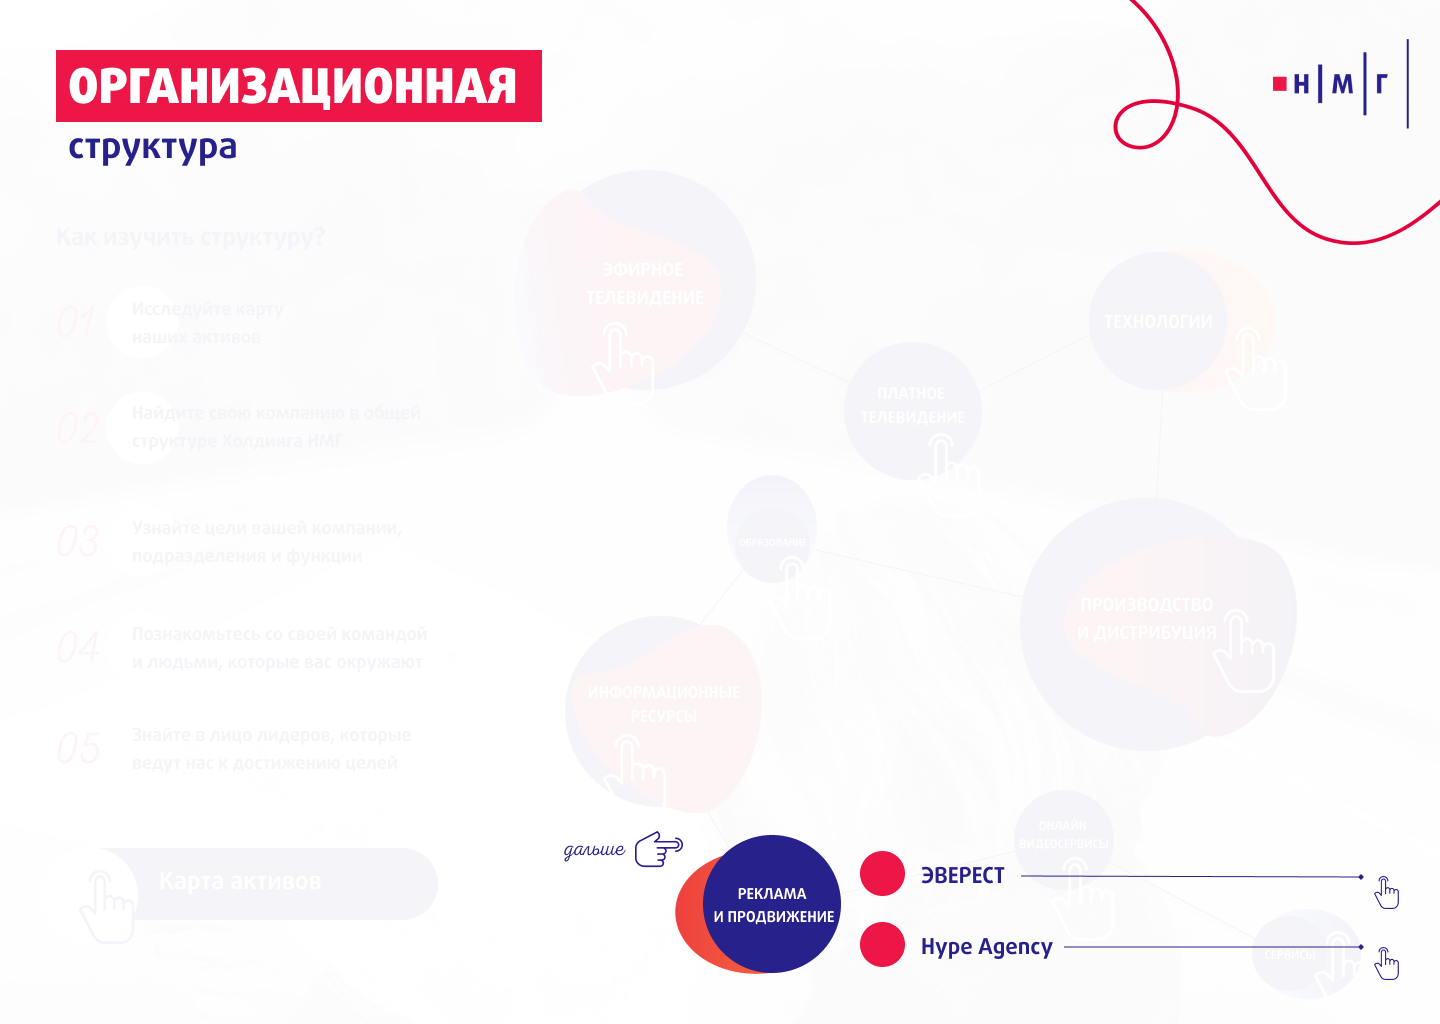 ОРГАНИЗАЦИОННАЯ
структура
Н М Г
Как изучить структуру?
01
Исследуйте карту
наших активов
02
Найдите свою компанию в общей
структуре Холдинга НМГ
03
Узнайте цели вашей компании,
подразделения и функции
04
Познакомьтесь со своей командой
и людьми, которые вас окружают
05
Знайте в лицо лидеров, которые
ведут нас к достижению целей
Карта активов
ЭФИРНОЕ
ТЕЛЕВИДЕНИЕ
ТЕХНОЛОГИИ
ПЛАТНОЕ
ТЕЛЕВИДЕНИЕ
ОБРАЗОВАНИЕ
ПРОИЗВОДСТВО
И ДИСТРИБУЦИЯ
ИНФОРМАЦИОННЫЕ
РЕСУРСЫ
ОНЛАЙН
ВИДЕОСЕРВИСЫ
дальше
РЕКЛАМА
И ПРОДВИЖЕНИЕ
ЭВЕРЕСТ
Hype Agency
СЕРВИСЫ